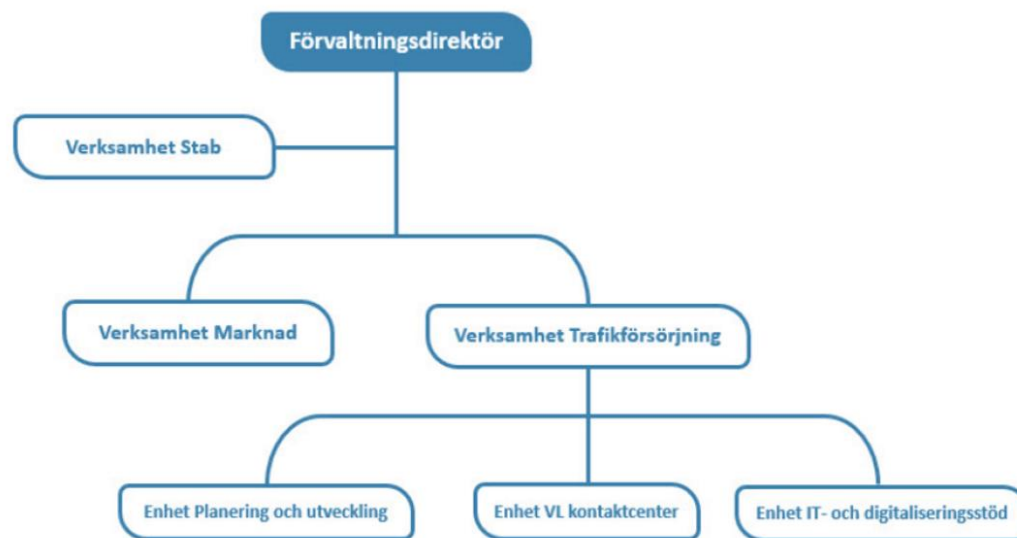 Förvaltningsdirektör
Verksamhet Stab
Verksamhet Marknad
Verksamhet Trafikförsörjning
Enhet Planering och utveckling
Enhet VL kontaktcenter
Enhet IT- och digitaliseringsstöd